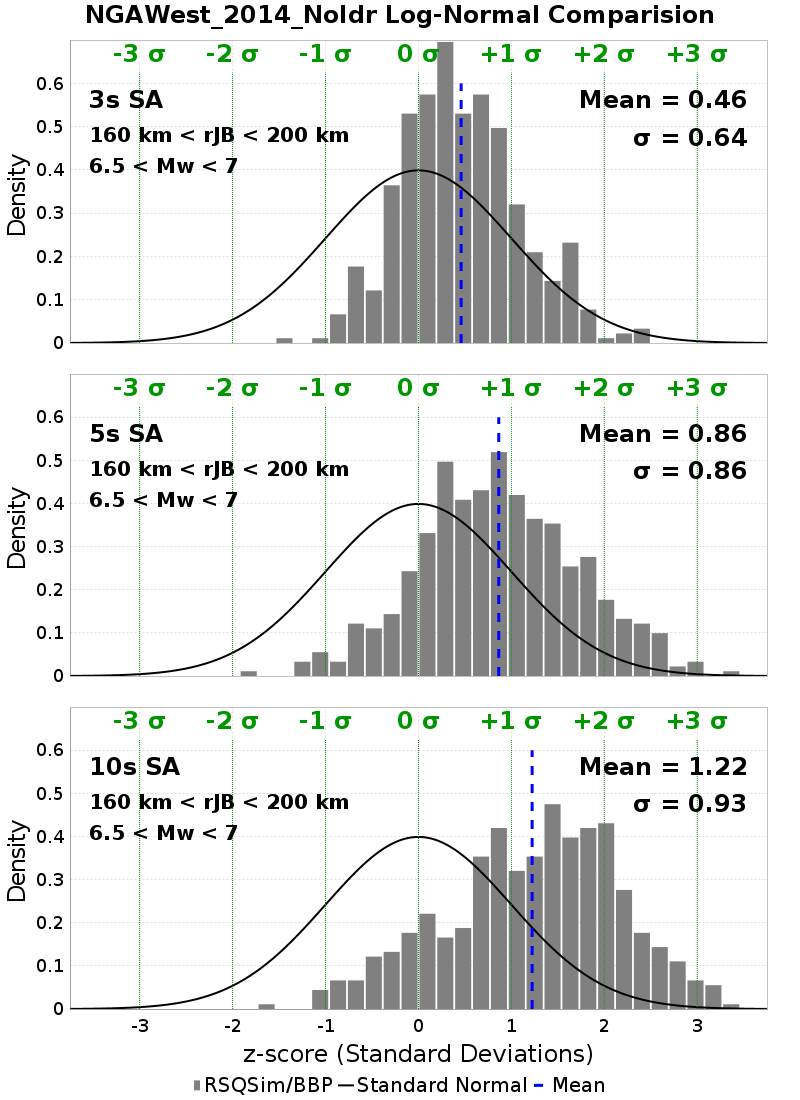 NGAWest_2014_NoIdr Log-Normal Comparision
-3 σ -2 σ -1 σ 0 σ +1 σ +2 σ +3 σ
3s SA
160 km < rJB < 200 km
6.5 < Mw < 7
Mean = 0.46
σ = 0.64
Density
0.6
0.5
0.4
0.3
0.2
0.1
0
-3 σ -2 σ -1 σ 0 σ +1 σ +2 σ +3 σ
5s SA
160 km < rJB < 200 km
6.5 < Mw < 7
Mean = 0.86
σ = 0.86
Density
0.6
0.5
0.4
0.3
0.2
0.1
0
-3 σ -2 σ -1 σ 0 σ +1 σ +2 σ +3 σ
10s SA
160 km < rJB < 200 km
6.5 < Mw < 7
Mean = 1.22
σ = 0.93
Density
0.6
0.5
0.4
0.3
0.2
0.1
0
-3 -2 -1 0 1 2 3
z-score (Standard Deviations)
RSQSim/BBP Standard Normal Mean